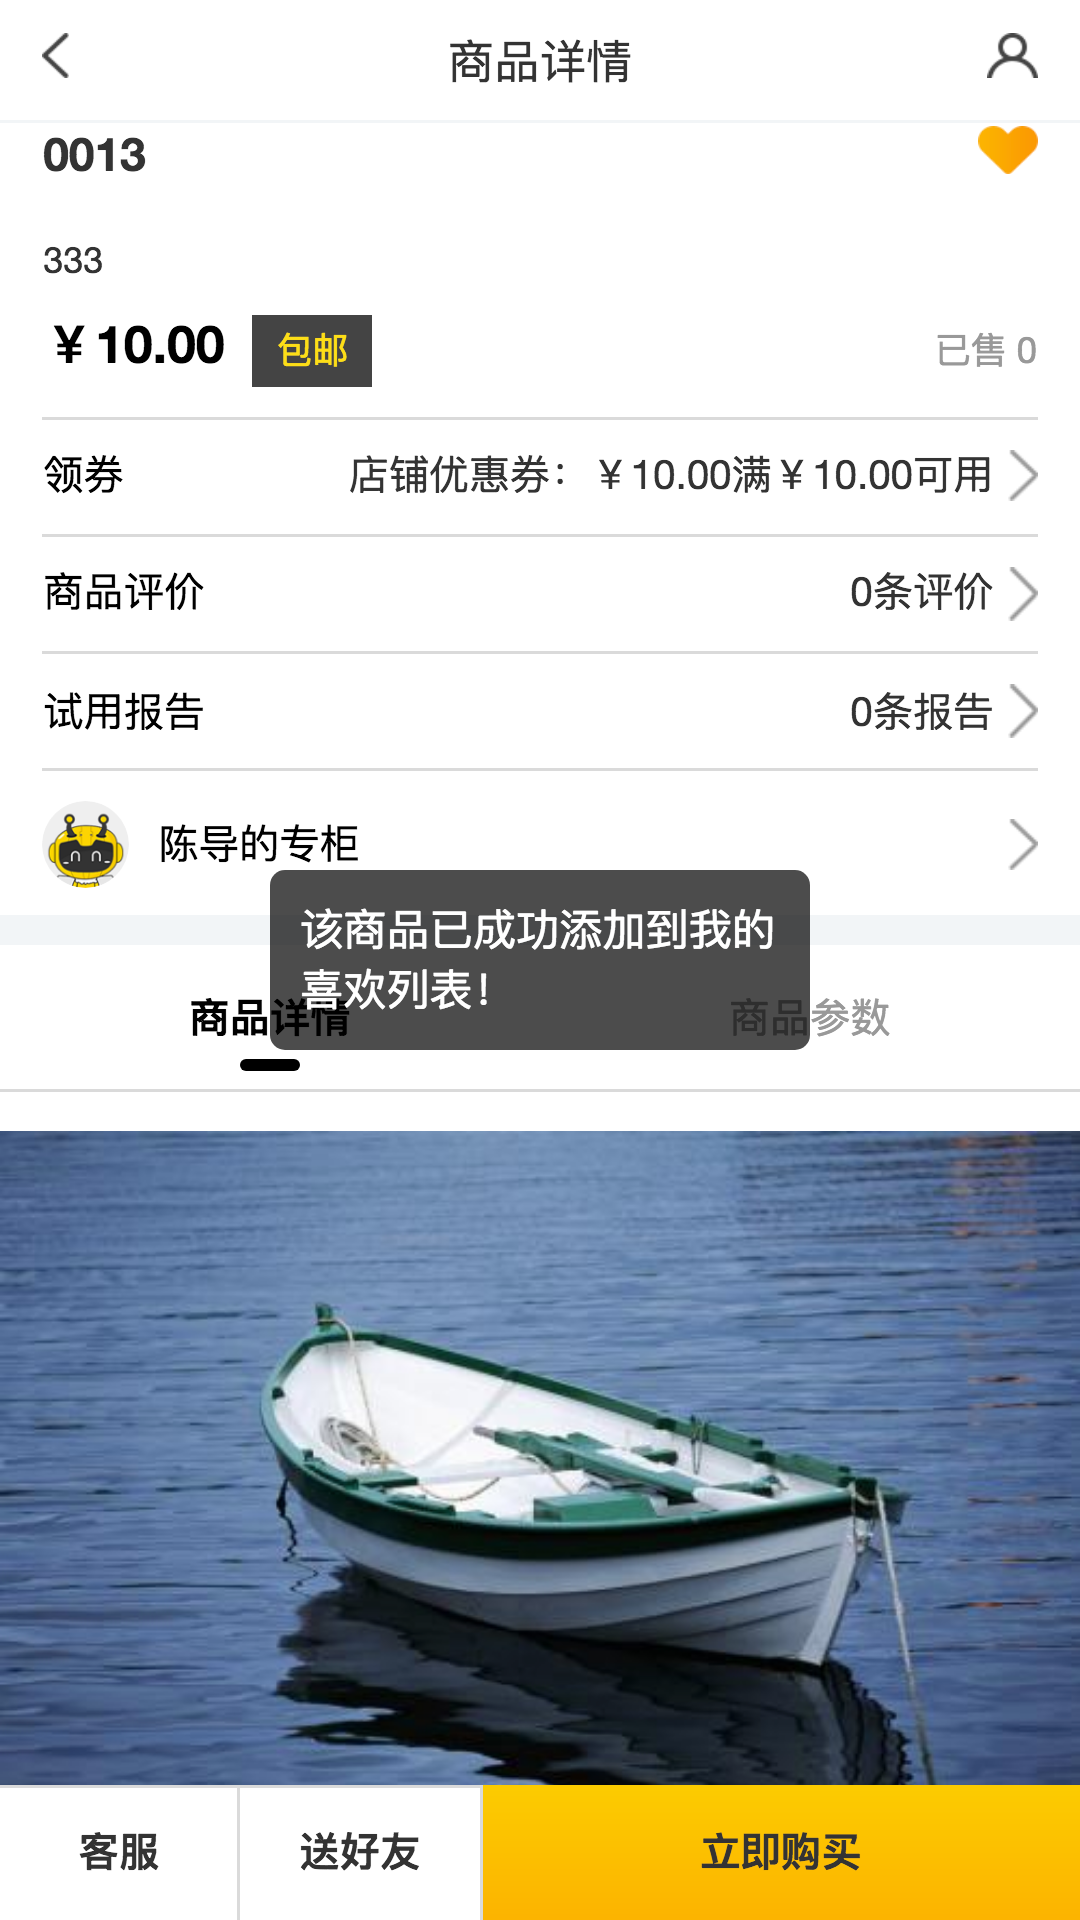 商品详情
0013
333
￥10.00 包邮 已售 0
领券 店铺优惠券：￥10.00满￥10.00可用
商品评价 0条评价
试用报告 0条报告
陈导的专柜
该商品已成功添加到我的
喜欢列表！
商品详情 商品参数
客服 送好友 立即购买